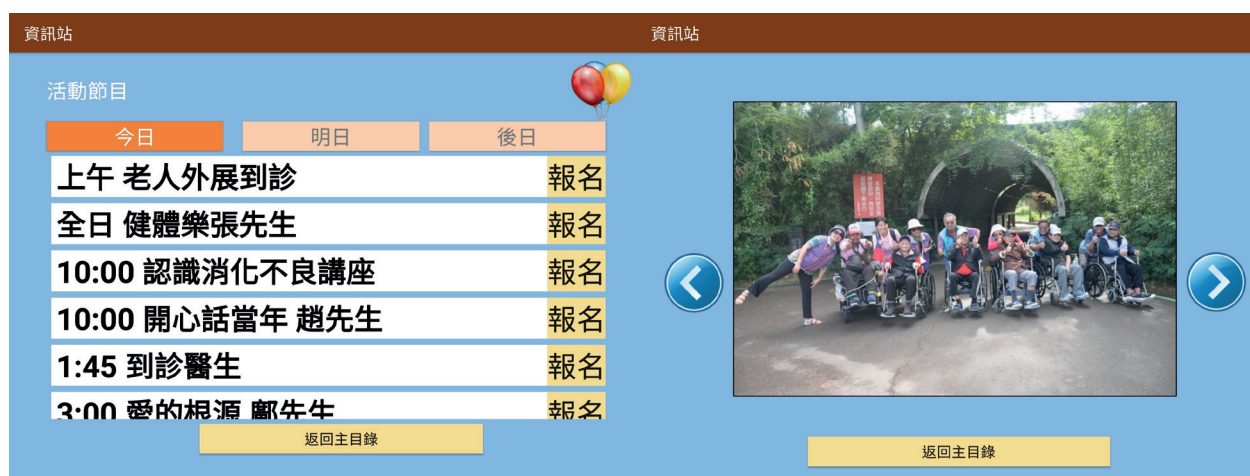 資訊站
活動節目
今日 明日 後日
上午 老人外展到診 報名
全日 健體樂張先生 報名
10:00 認識消化不良講座 報名
10:00 開心話當年 趙先生 報名
1:45 到診醫生 報名
3:00 愛的根源 鄺先生 報名
返回主目錄
資訊站
返回主目錄